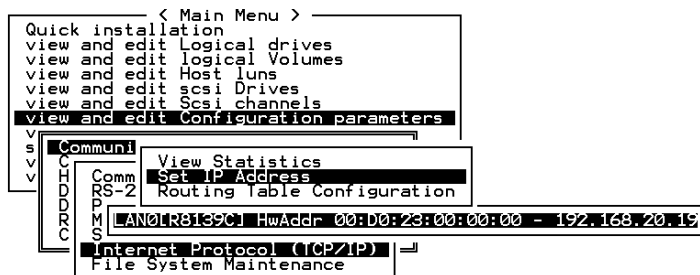 < Main Menu >
Quick installation
view and edit Logical drives
view and edit logical Volumes
view and edit Host luns
view and edit scsi Drives
view and edit Scsi channels
view and edit Configuration parameters
v
s Communi
v C View Statistics
v H Comm Set IP Address
D RS-2 Routing Table Configuration
D P
R M LAN0[R8139C] HwAddr 00:D0:23:00:00:00 - 192.168.20.19
C S
Internet Protocol (TCP/IP)
File System Maintenance